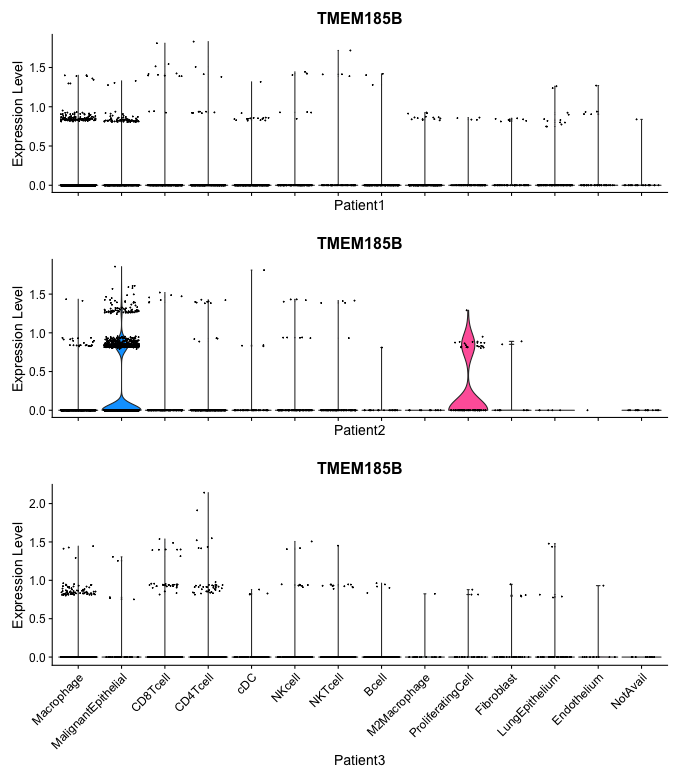 TMEM185B
Expression Level
1.5
1.0
0.5
0.0
Patient1
TMEM185B
Expression Level
1.5
1.0
0.5
0.0
Patient2
TMEM185B
Expression Level
2.0
1.5
1.0
0.5
0.0
Macrophage
MalignantEpithelial
CD8Tcell
CD4Tcell
cDC
NKcell
NKTcell
Bcell
M2Macrophage
ProliferatingCell
Fibroblast
LungEpithelium
Endothelium
NotAvail
Patient3